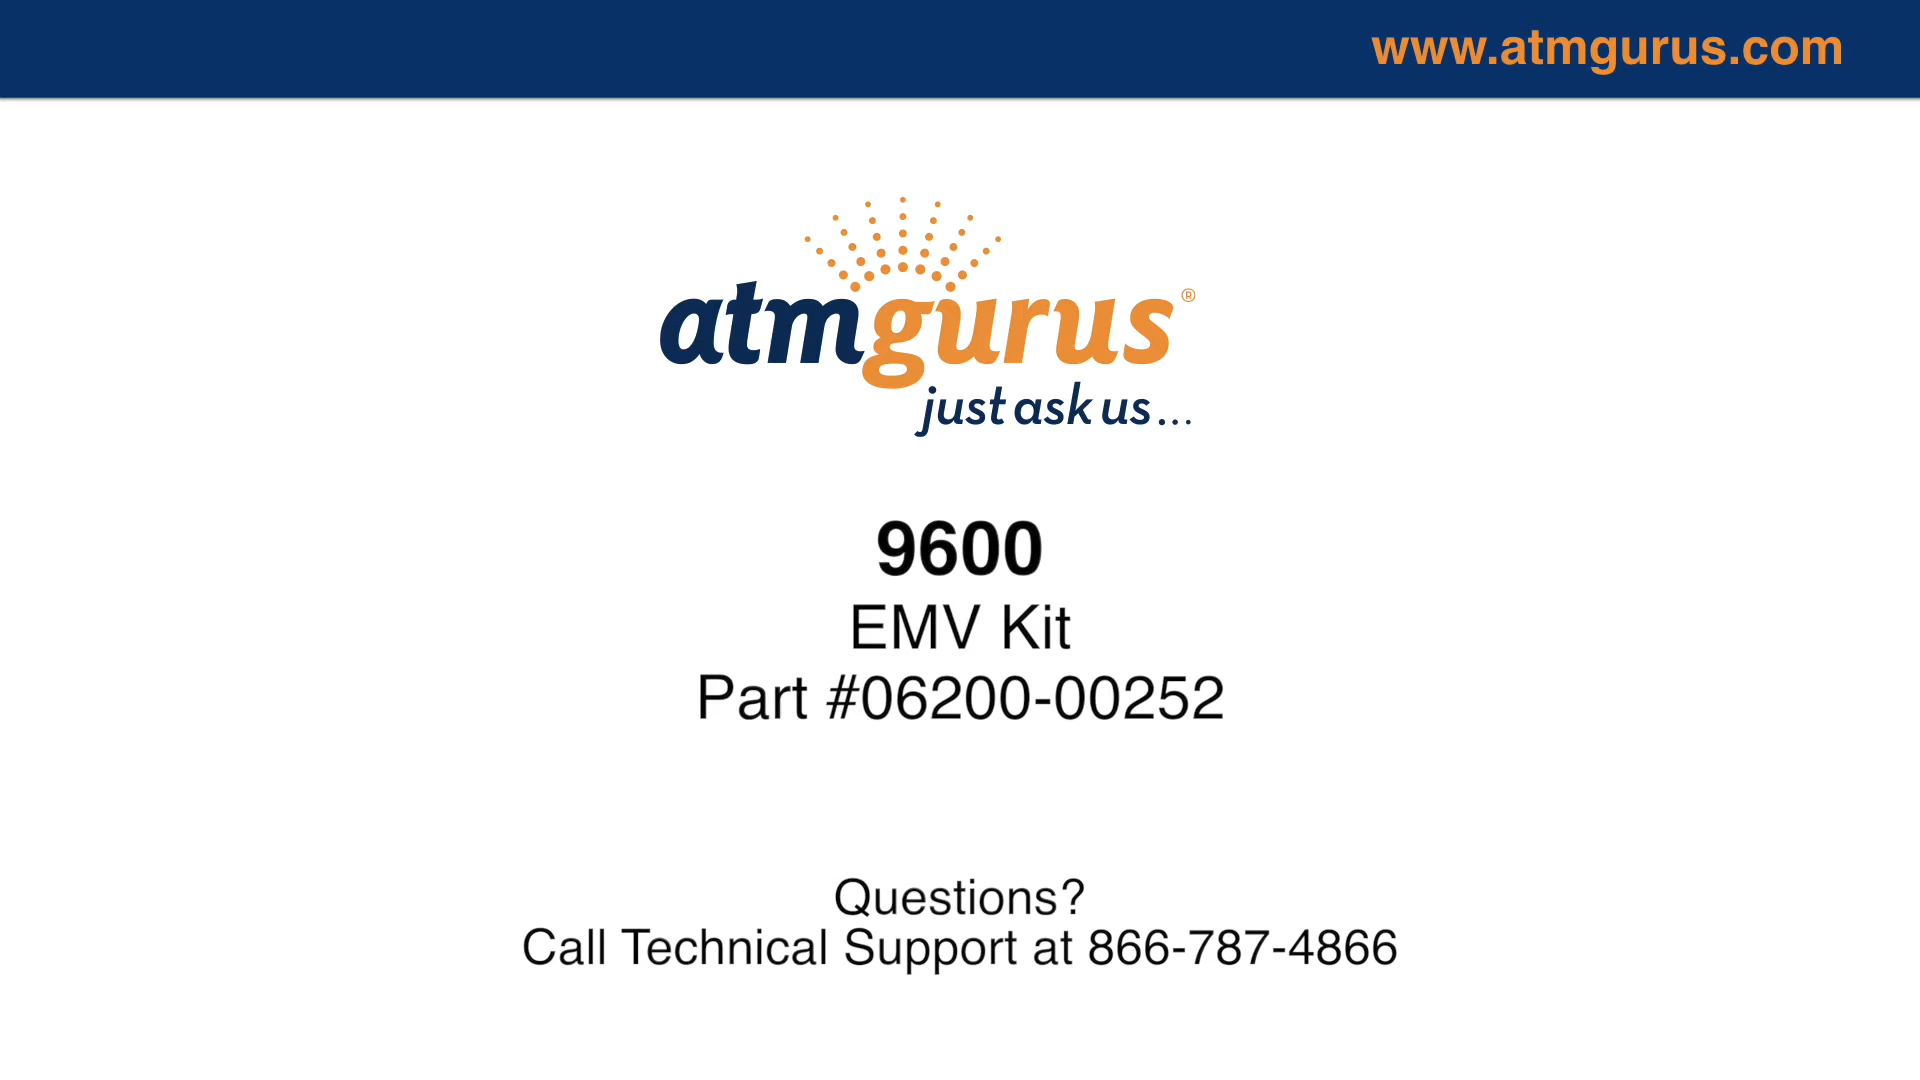 www.atmgurus.com
atmgurus®
just ask us...
9600
EMV Kit
Part #06200-00252
Questions?
Call Technical Support at 866-787-4866